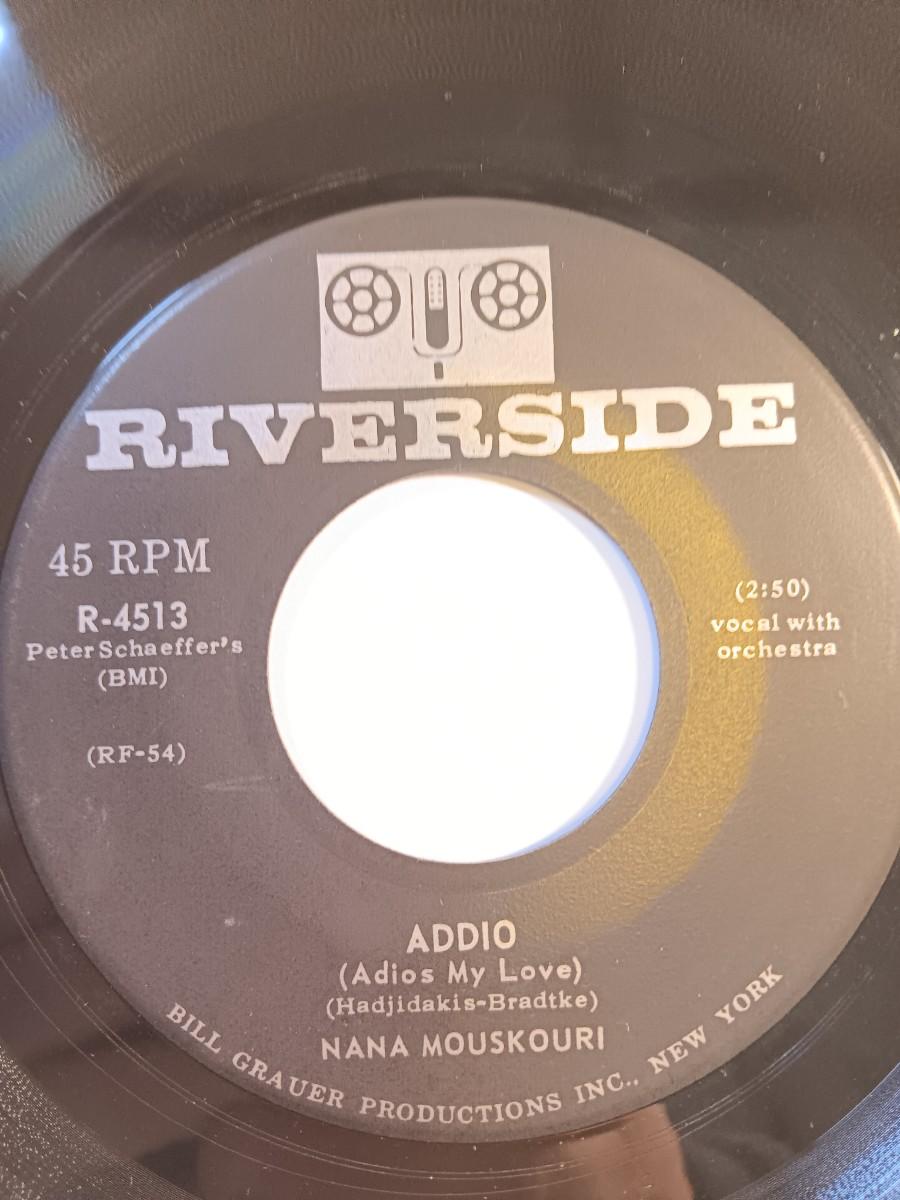 RIVERSIDE
45 RPM
R-4513
Peter Schaeffer's
(BMI)
(RF-54)
(2:50)
vocal with
orchestra
ADDIO
(Adios My Love)
(Hadjidakis-Bradtke)
NANA MOUSKOURI
BILL GRAUER PRODUCTIONS INC., NEW YORK